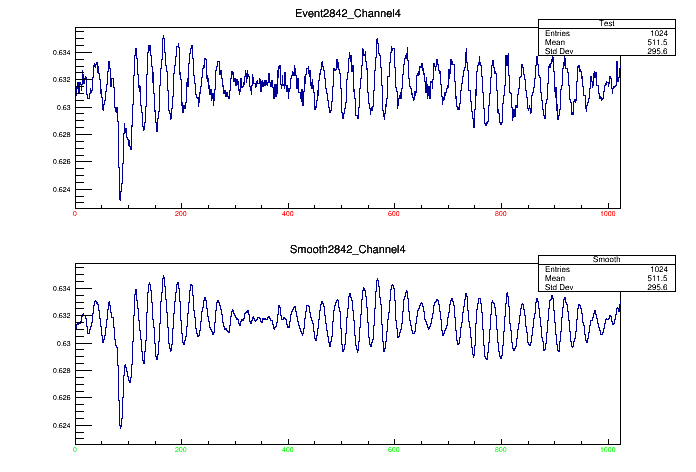 Event2842_Channel4
Test
Entries 1024
Mean 511.5
Std Dev 295.6
0.634
0.632
0.63
0.628
0.626
0.624
0 200 400 600 800 1000
Smooth2842_Channel4
Smooth
Entries 1024
Mean 511.5
Std Dev 295.6
0.634
0.632
0.63
0.628
0.626
0.624
0 200 400 600 800 1000